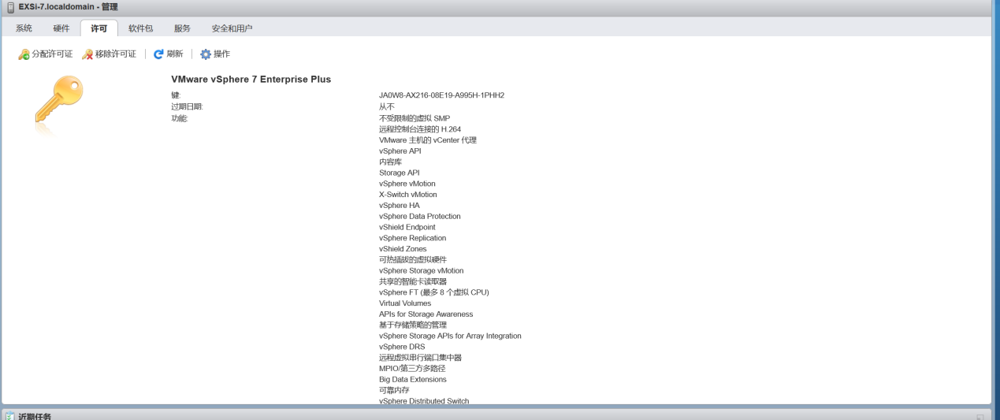 EXSi-7.localdomain - 管理
系统 硬件 许可 软件包 服务 安全和用户
分配许可证 移除许可证 刷新 操作
VMware vSphere 7 Enterprise Plus
键: JA0W8-AX216-08E19-A995H-1PHH2
过期日期: 从不
功能: 不受限制的虚拟 SMP
远程控制台连接的 H.264
VMware 主机的 vCenter 代理
vSphere API
内容库
Storage API
vSphere vMotion
X-Switch vMotion
vSphere HA
vSphere Data Protection
vShield Endpoint
vSphere Replication
vShield Zones
可热插拔的虚拟硬件
vSphere Storage vMotion
共享的智能卡读取器
vSphere FT (最多 8 个虚拟 CPU)
Virtual Volumes
APIs for Storage Awareness
基于存储策略的管理
vSphere Storage APIs for Array Integration
vSphere DRS
远程虚拟串行端口集中器
MPIO/第三方多路径
Big Data Extensions
可靠内存
vSphere Distributed Switch
近期任务